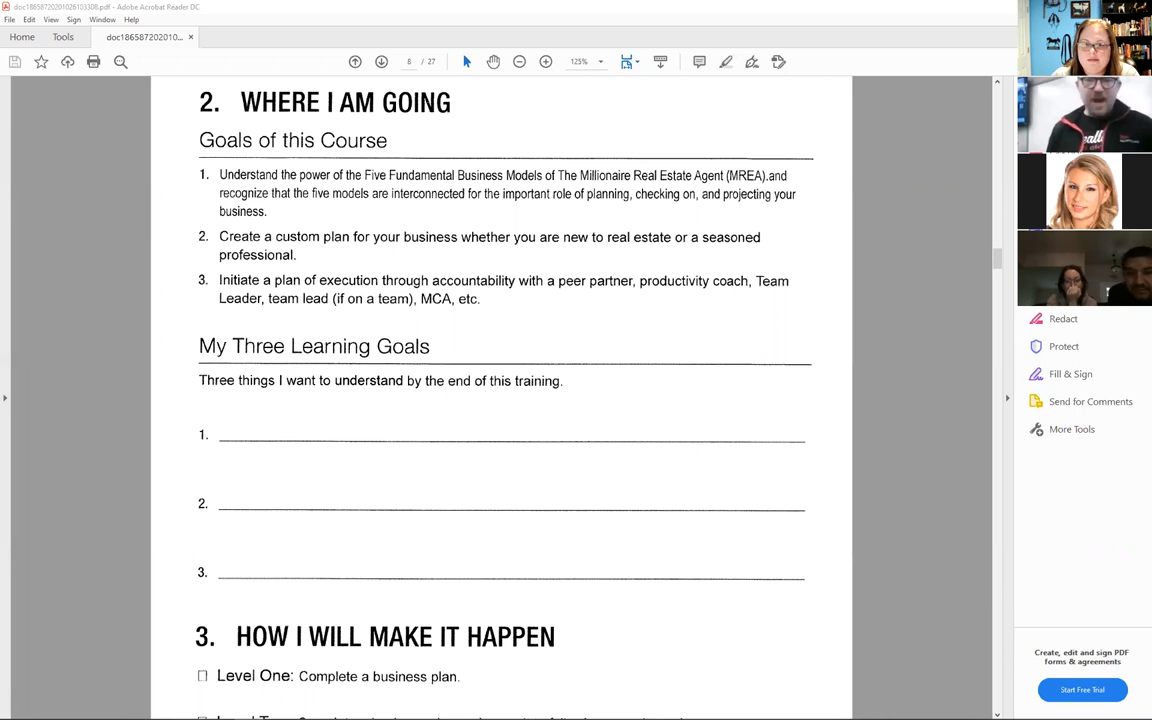 doc18658720201026103308.pdf - Adobe Acrobat Reader DC
File Edit View Sign Window Help
Home Tools doc186587202010... ×
8 / 27 125%
2. WHERE I AM GOING
Goals of this Course
1. Understand the power of the Five Fundamental Business Models of The Millionaire Real Estate Agent (MREA).and
recognize that the five models are interconnected for the important role of planning, checking on, and projecting your
business.
2. Create a custom plan for your business whether you are new to real estate or a seasoned
professional.
3. Initiate a plan of execution through accountability with a peer partner, productivity coach, Team
Leader, team lead (if on a team), MCA, etc.
My Three Learning Goals
Three things I want to understand by the end of this training.
1.
2.
3.
3. HOW I WILL MAKE IT HAPPEN
Level One: Complete a business plan.
Redact
Protect
Fill & Sign
Send for Comments
More Tools
Create, edit and sign PDF
forms & agreements
Start Free Trial